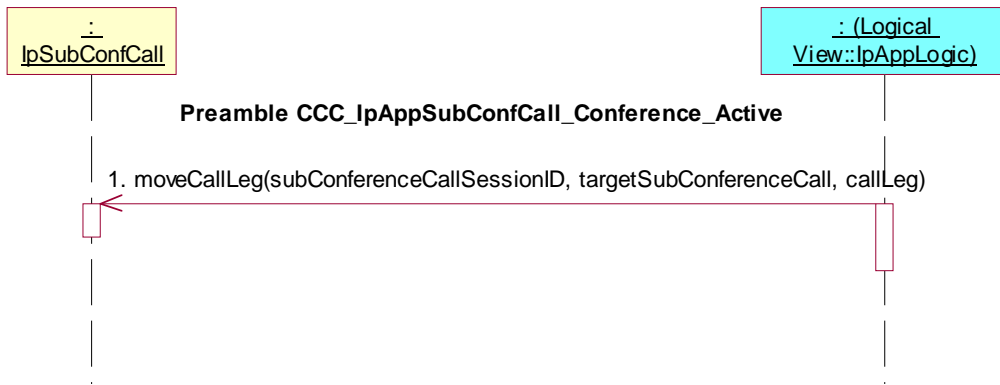 :
IpSubConfCall
: (Logical
View::IpAppLogic)
Preamble CCC_IpAppSubConfCall_Conference_Active
1. moveCallLeg(subConferenceCallSessionID, targetSubConferenceCall, callLeg)